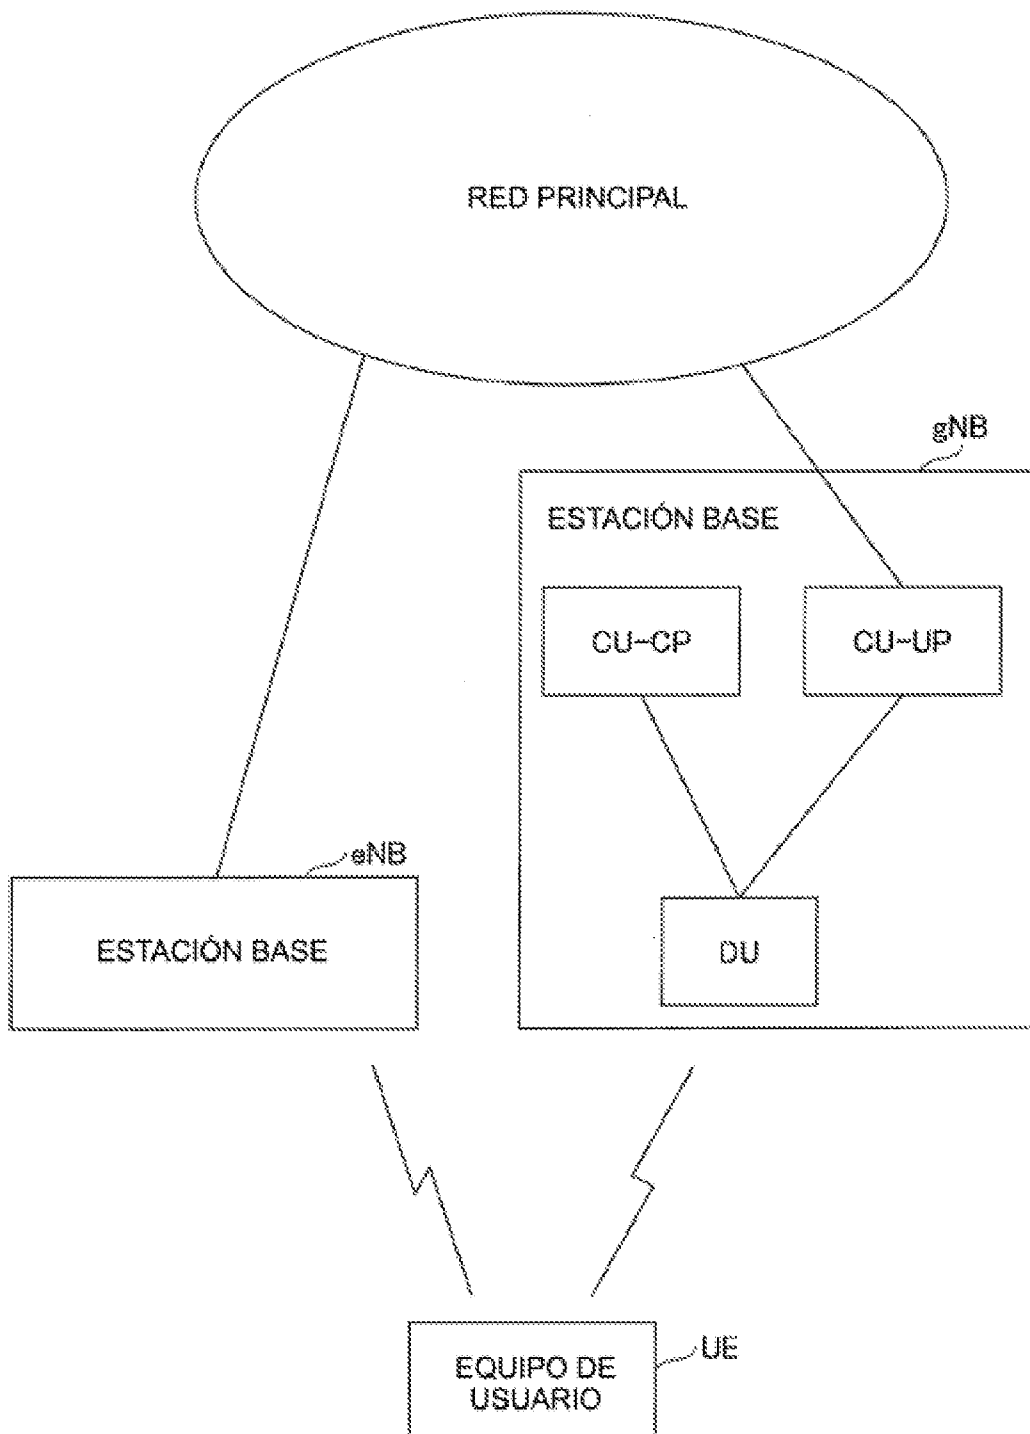 RED PRINCIPAL
gNB
ESTACIÓN BASE
CU-CP
CU-UP
eNB
ESTACIÓN BASE
DU
UE
EQUIPO DE
USUARIO